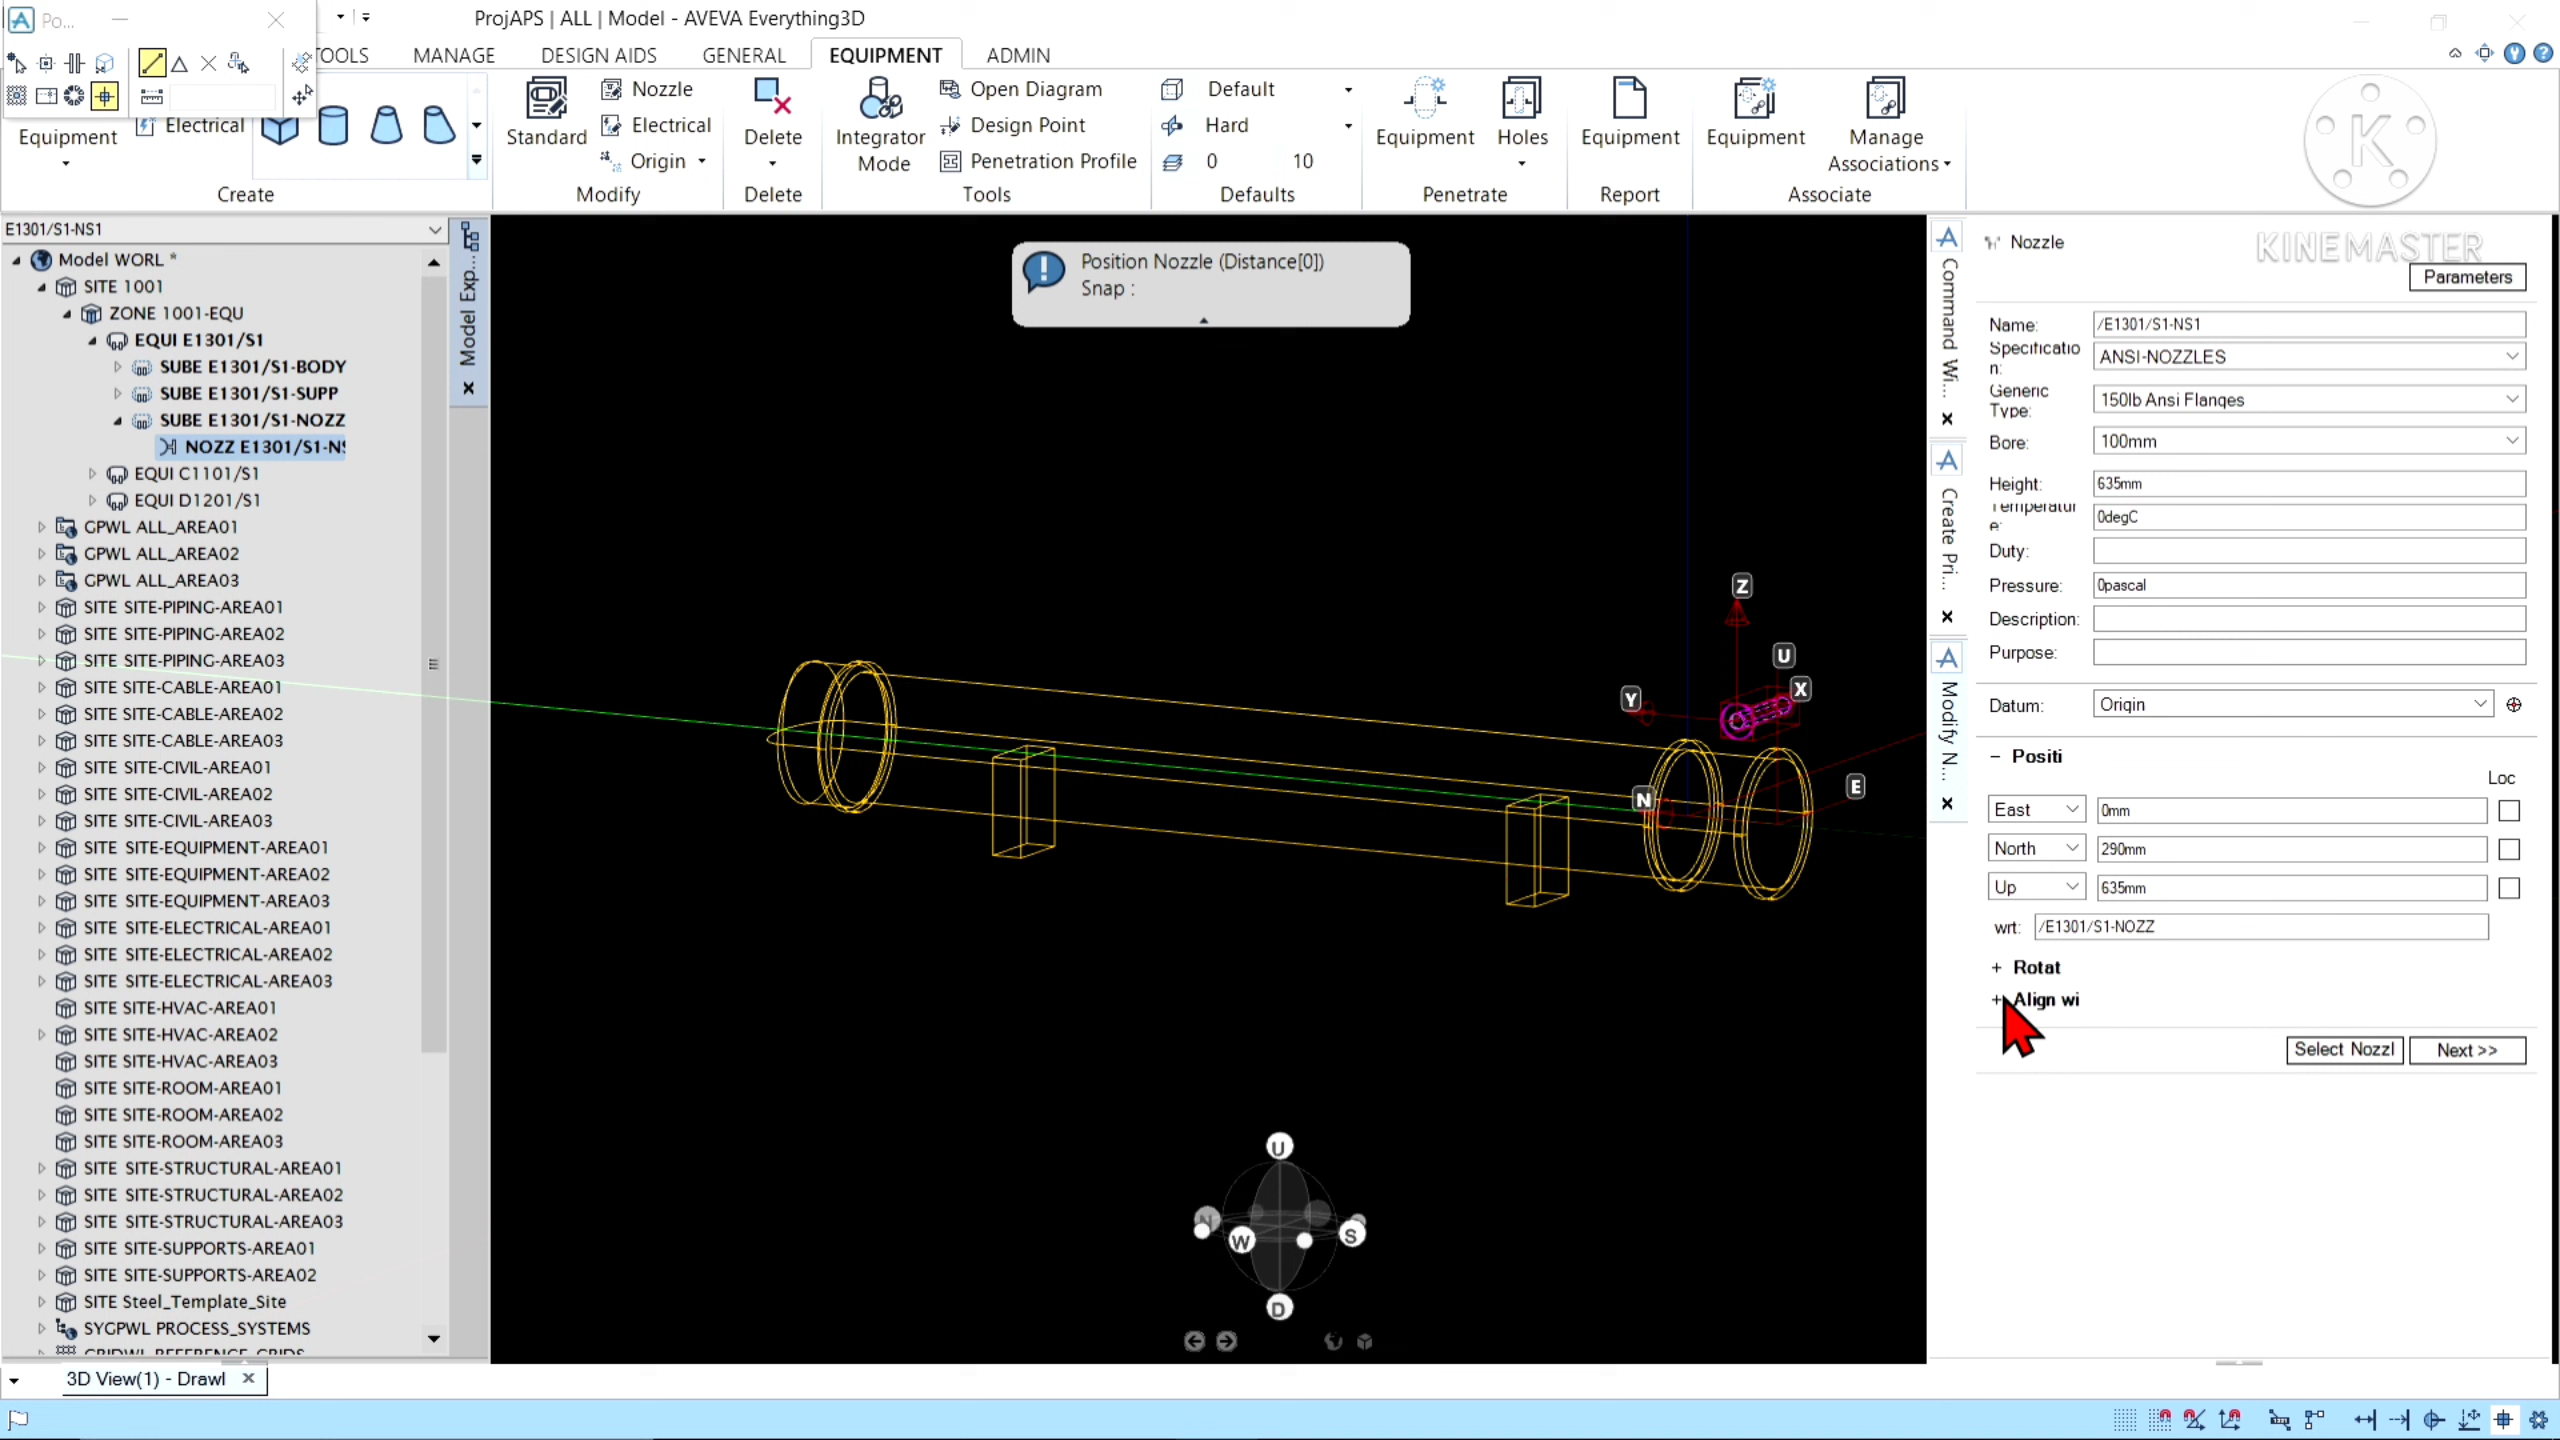 Po...
ProjAPS | ALL | Model - AVEVA Everything3D
TOOLS
MANAGE
DESIGN AIDS
GENERAL
EQUIPMENT
ADMIN
Equipment
Electrical
Create
Standard
Nozzle
Electrical
Origin
Modify
Delete
Delete
Integrator
Mode
Open Diagram
Design Point
Penetration Profile
Tools
Default
Hard
0 10
Defaults
Equipment
Holes
Penetrate
Equipment
Report
Equipment
Manage
Associations
Associate
K
KINEMASTER
E1301/S1-NS1
Model WORL *
SITE 1001
ZONE 1001-EQU
EQUI E1301/S1
SUBE E1301/S1-BODY
SUBE E1301/S1-SUPP
SUBE E1301/S1-NOZZ
NOZZ E1301/S1-NS
EQUI C1101/S1
EQUI D1201/S1
GPWL ALL_AREA01
GPWL ALL_AREA02
GPWL ALL_AREA03
SITE SITE-PIPING-AREA01
SITE SITE-PIPING-AREA02
SITE SITE-PIPING-AREA03
SITE SITE-CABLE-AREA01
SITE SITE-CABLE-AREA02
SITE SITE-CABLE-AREA03
SITE SITE-CIVIL-AREA01
SITE SITE-CIVIL-AREA02
SITE SITE-CIVIL-AREA03
SITE SITE-EQUIPMENT-AREA01
SITE SITE-EQUIPMENT-AREA02
SITE SITE-EQUIPMENT-AREA03
SITE SITE-ELECTRICAL-AREA01
SITE SITE-ELECTRICAL-AREA02
SITE SITE-ELECTRICAL-AREA03
SITE SITE-HVAC-AREA01
SITE SITE-HVAC-AREA02
SITE SITE-HVAC-AREA03
SITE SITE-ROOM-AREA01
SITE SITE-ROOM-AREA02
SITE SITE-ROOM-AREA03
SITE SITE-STRUCTURAL-AREA01
SITE SITE-STRUCTURAL-AREA02
SITE SITE-STRUCTURAL-AREA03
SITE SITE-SUPPORTS-AREA01
SITE SITE-SUPPORTS-AREA02
SITE Steel_Template_Site
SYGPWL PROCESS_SYSTEMS
GRIDWL REFERENCE_GRIDS
Model Exp...
Position Nozzle (Distance[0])
Snap :
Z
U
X
Y
N
E
U
N
W
S
D
Command Wi...
Create Pri...
Modify N...
Nozzle
Parameters
Name: /E1301/S1-NS1
Specificatio
n:
ANSI-NOZZLES
Generic
Type:
150lb Ansi Flanges
Bore: 100mm
Height: 635mm
Temperatur
e:
0degC
Duty:
Pressure: 0pascal
Description:
Purpose:
Datum: Origin
− Positi
Loc
East 0mm
North 290mm
Up 635mm
wrt: /E1301/S1-NOZZ
+ Rotat
+ Align wi
Select Nozzl
Next >>
3D View(1) - Drawl